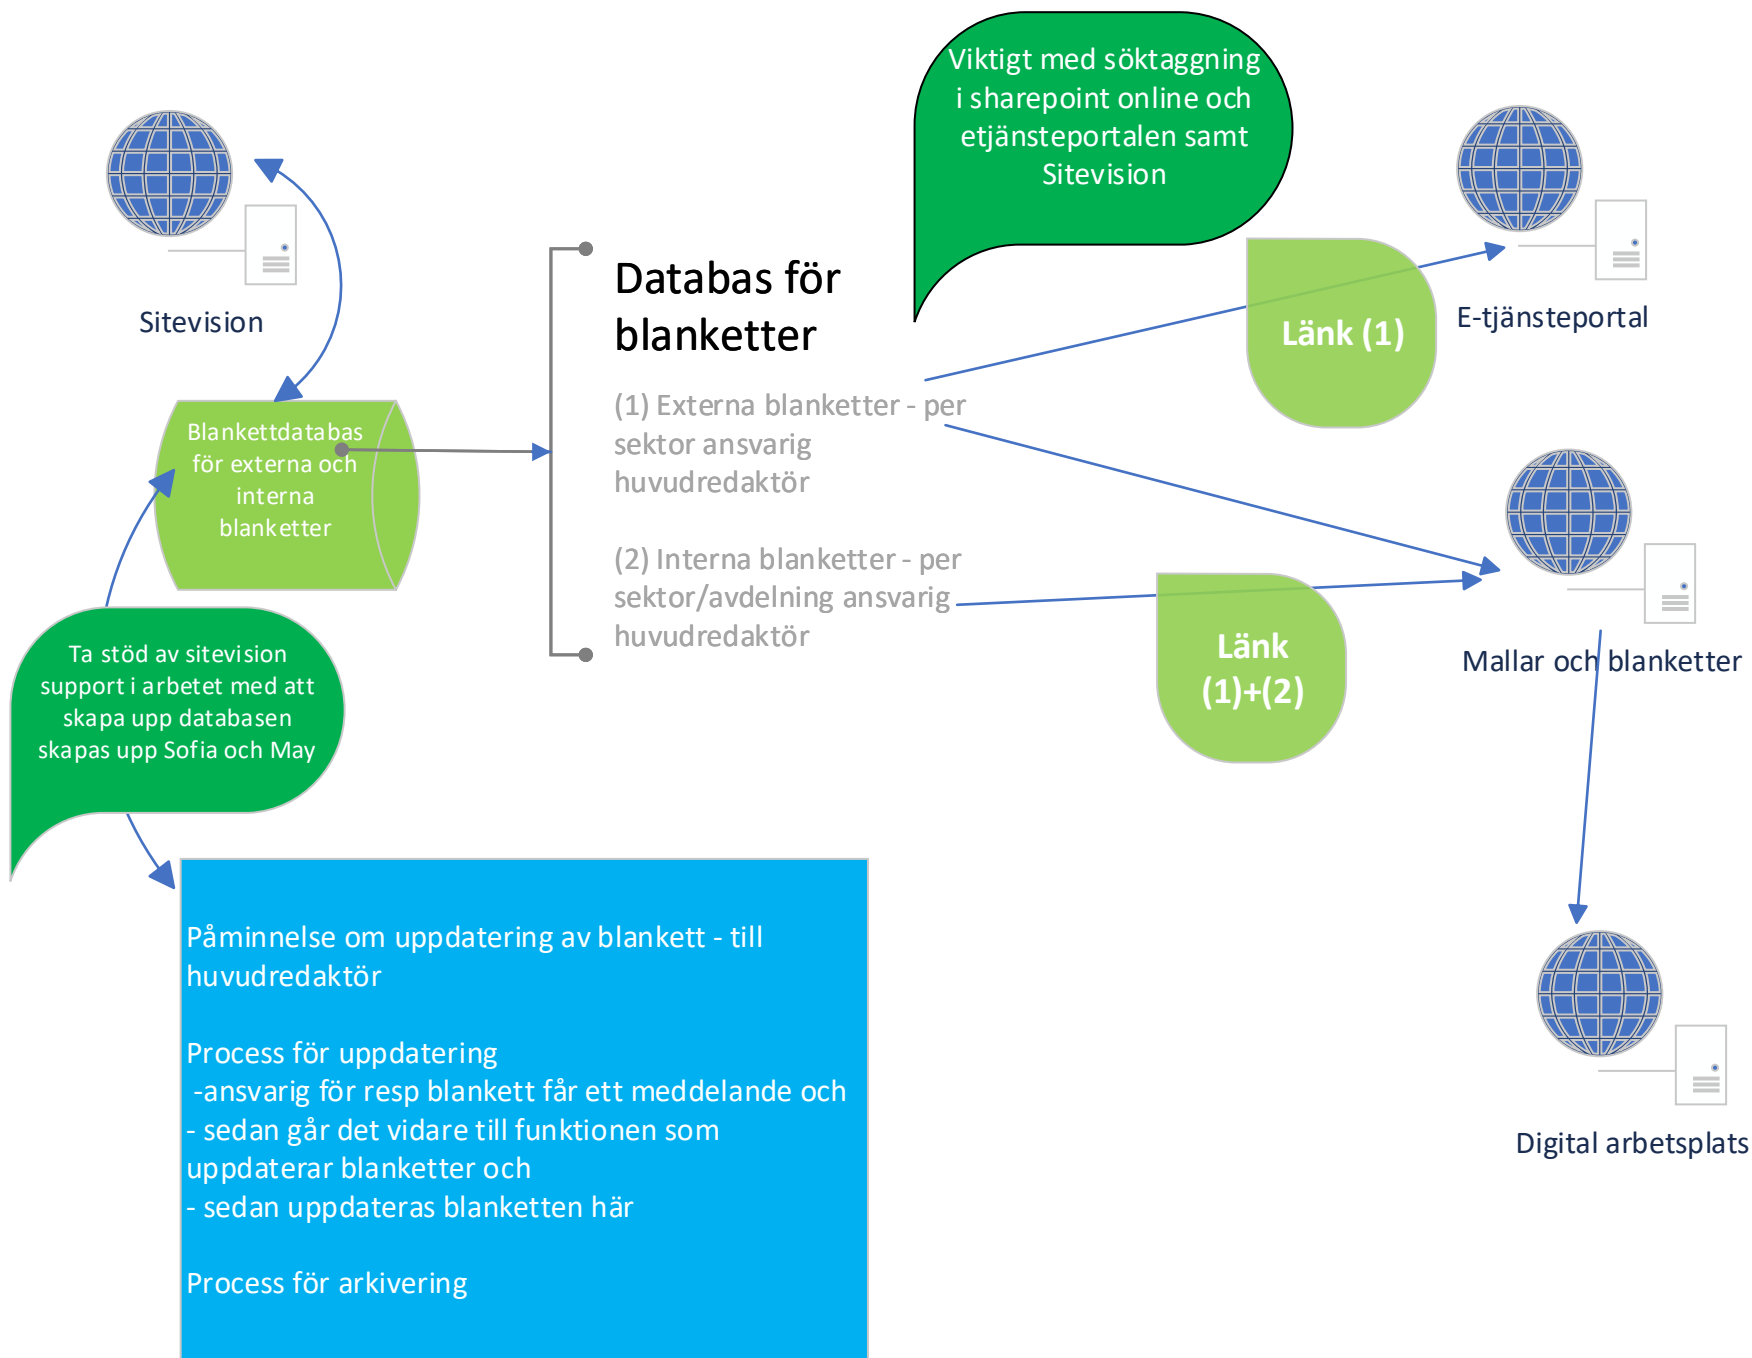 Viktigt med söktaggning
i sharepoint online och
etjänsteportalen samt
Sitevision
Sitevision
E-tjänsteportal
Länk (1)
Databas för
blanketter
(1) Externa blanketter - per
sektor ansvarig
huvudredaktör
(2) Interna blanketter - per
sektor/avdelning ansvarig
huvudredaktör
Blankettdatabas
för externa och
interna
blanketter
Länk
(1)+(2)
Mallar och blanketter
Ta stöd av sitevision
support i arbetet med att
skapa upp databasen
skapas upp Sofia och May
Påminnelse om uppdatering av blankett - till
huvudredaktör
Process för uppdatering
-ansvarig för resp blankett får ett meddelande och
- sedan går det vidare till funktionen som
uppdaterar blanketter och
- sedan uppdateras blanketten här
Process för arkivering
Digital arbetsplats